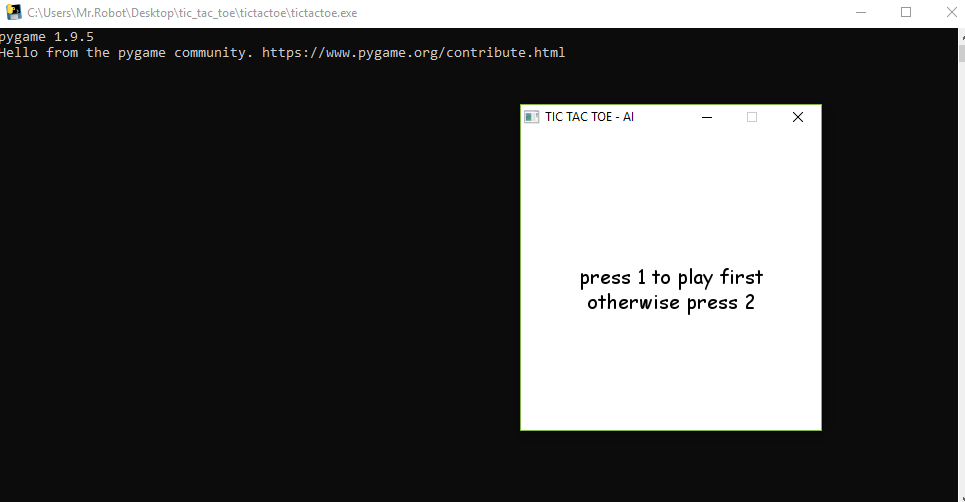 C:\Users\Mr.Robot\Desktop\tic_tac_toe\tictactoe\tictactoe.exe
pygame 1.9.5
Hello from the pygame community. https://www.pygame.org/contribute.html
TIC TAC TOE - AI
press 1 to play first
otherwise press 2